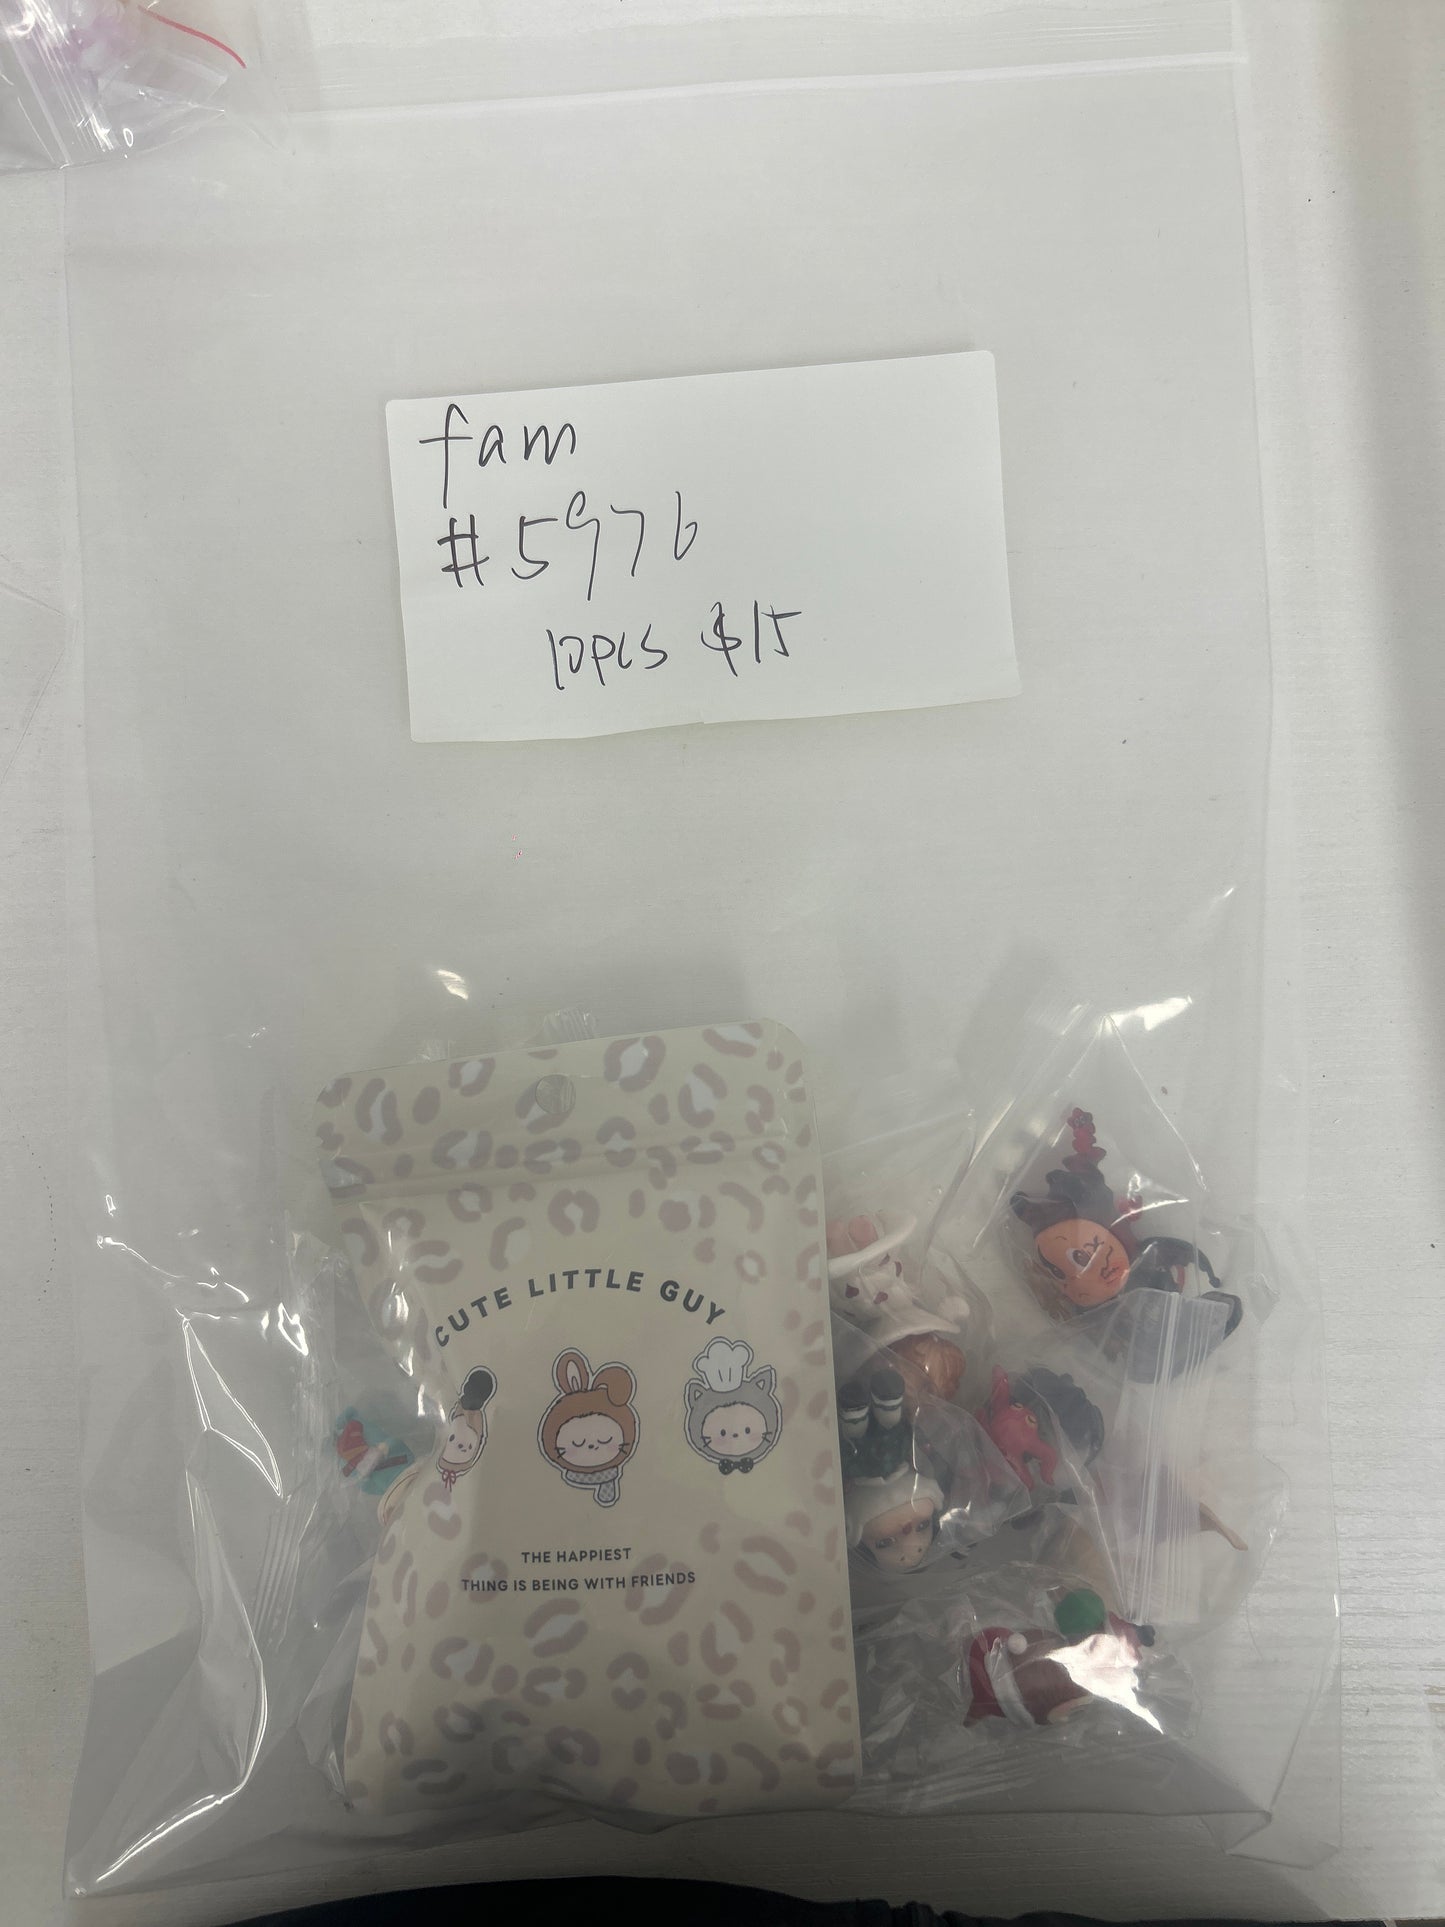 fam
#5976
10pcs $15
CUTE LITTLE GUY
THE HAPPIEST
THING IS BEING WITH FRIENDS